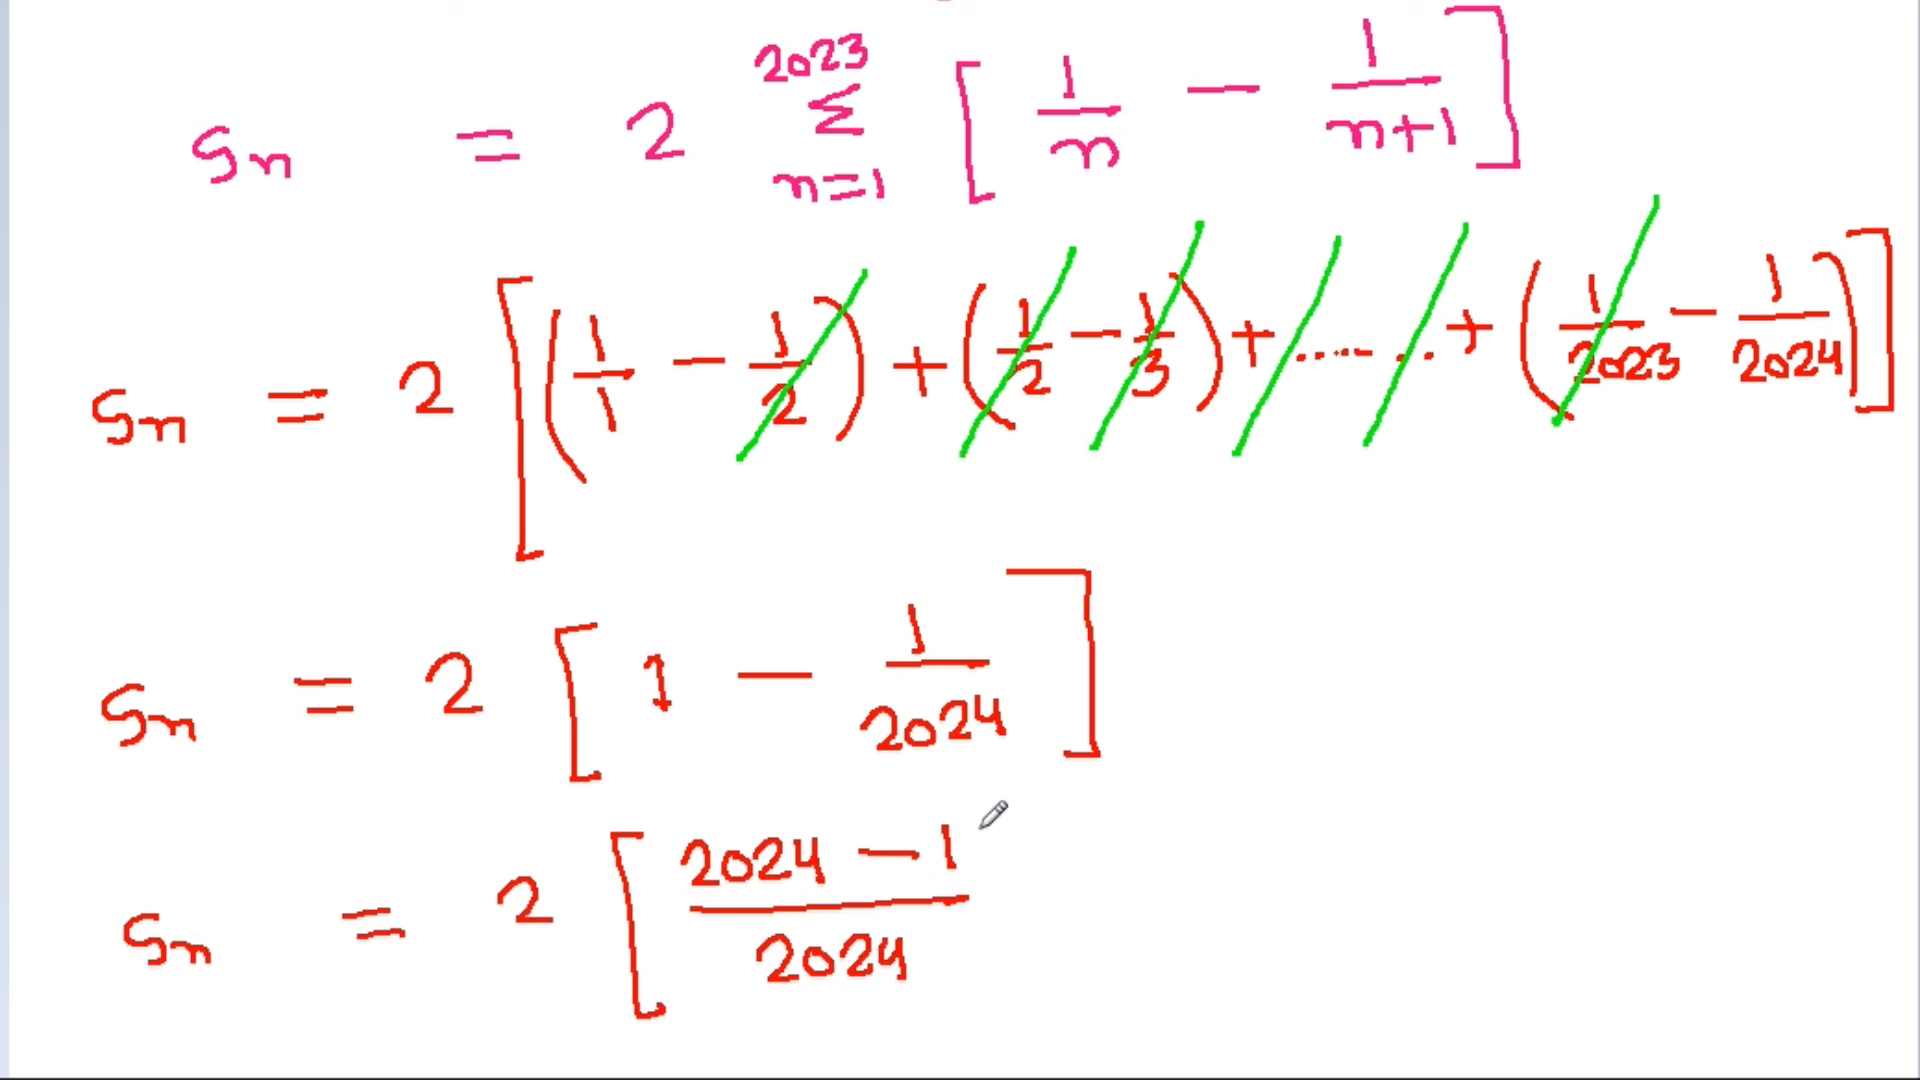 Sn = 2 2023 Σ n=1 [ 1/n - 1/n+1 ]
Sn = 2 [ ( 1/1 - 1/2 ) + ( 1/2 - 1/3 ) + ........ + ( 1/2023 - 1/2024 ) ]
Sn = 2 [ 1 - 1/2024 ]
Sn = 2 [ 2024 - 1/2024